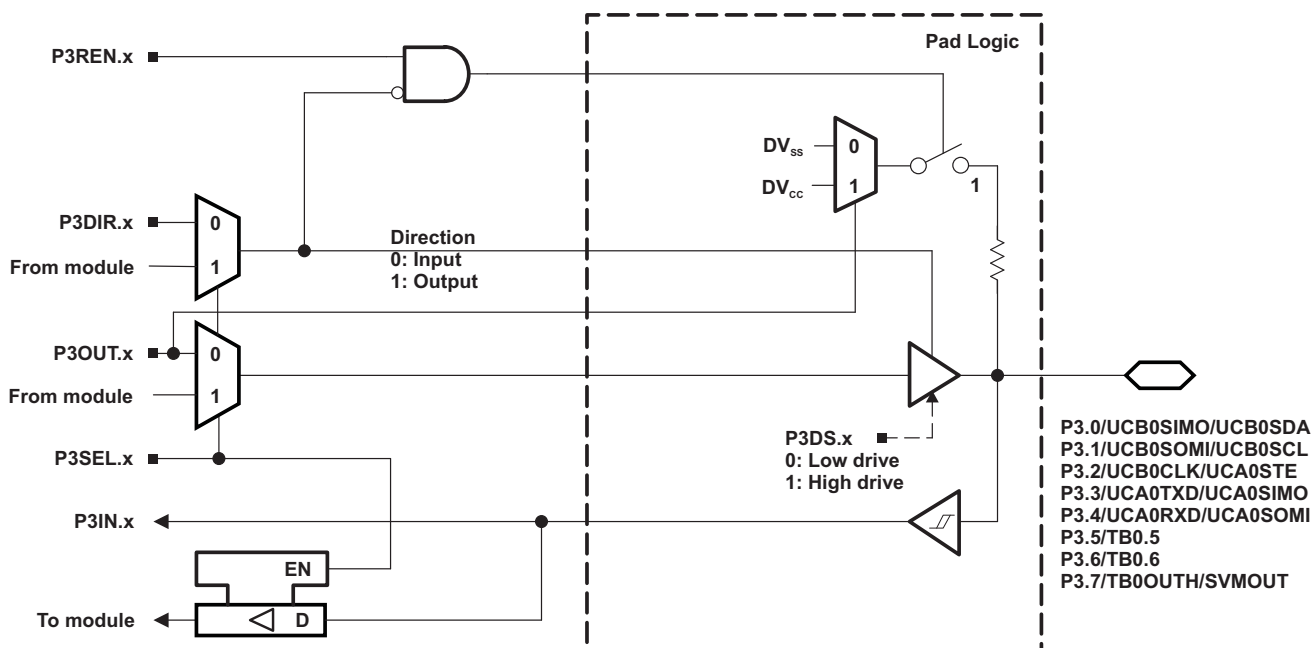 Pad Logic
P3REN.x
DVSS 0
DVCC 1
1
P3DIR.x 0
From module 1
Direction
0: Input
1: Output
P3OUT.x 0
From module 1
P3DS.x
0: Low drive
1: High drive
P3SEL.x
P3IN.x
EN
To module D
P3.0/UCB0SIMO/UCB0SDA
P3.1/UCB0SOMI/UCB0SCL
P3.2/UCB0CLK/UCA0STE
P3.3/UCA0TXD/UCA0SIMO
P3.4/UCA0RXD/UCA0SOMI
P3.5/TB0.5
P3.6/TB0.6
P3.7/TB0OUTH/SVMOUT